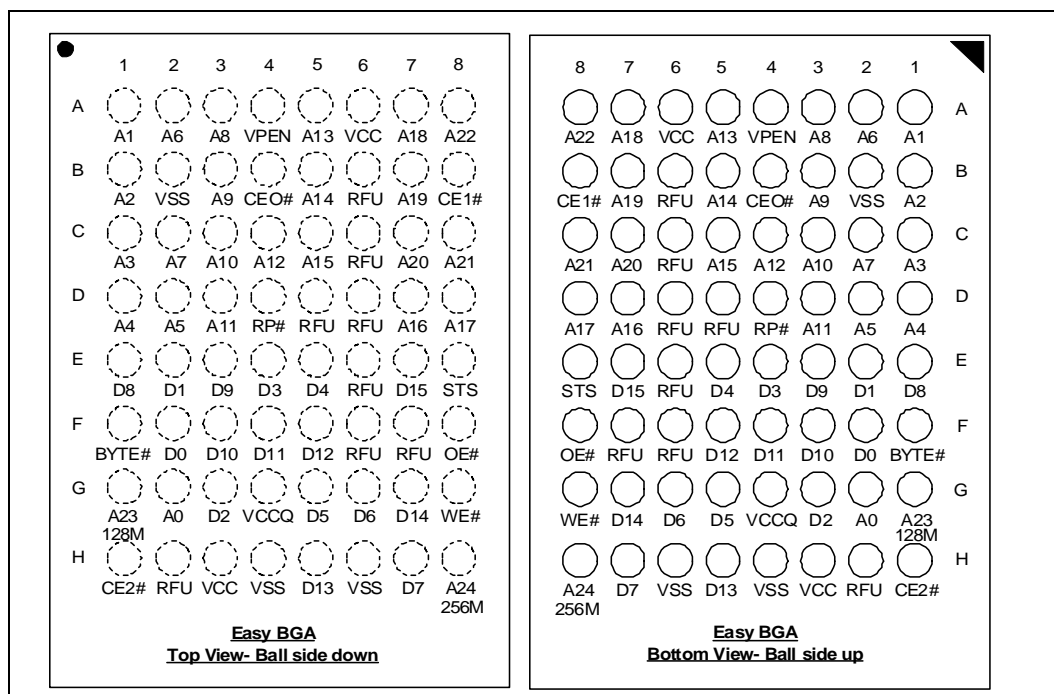 1 2 3 4 5 6 7 8
A
A1 A6 A8 VPEN A13 VCC A18 A22
B
A2 VSS A9 CEO# A14 RFU A19 CE1#
C
A3 A7 A10 A12 A15 RFU A20 A21
D
A4 A5 A11 RP# RFU RFU A16 A17
E
D8 D1 D9 D3 D4 RFU D15 STS
F
BYTE# D0 D10 D11 D12 RFU RFU OE#
G
A23 A0 D2 VCCQ D5 D6 D14 WE#
128M
H
CE2# RFU VCC VSS D13 VSS D7 A24
256M
Easy BGA
Top View- Ball side down
8 7 6 5 4 3 2 1
A
A22 A18 VCC A13 VPEN A8 A6 A1
B
CE1# A19 RFU A14 CEO# A9 VSS A2
C
A21 A20 RFU A15 A12 A10 A7 A3
D
A17 A16 RFU RFU RP# A11 A5 A4
E
STS D15 RFU D4 D3 D9 D1 D8
F
OE# RFU RFU D12 D11 D10 D0 BYTE#
G
WE# D14 D6 D5 VCCQ D2 A0 A23
128M
H
A24 D7 VSS D13 VSS VCC RFU CE2#
256M
Easy BGA
Bottom View- Ball side up